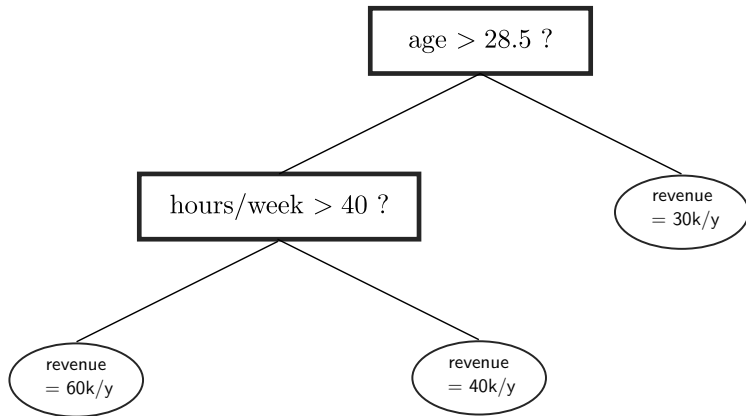 age > 28.5 ?
hours/week > 40 ?
revenue
= 30k/y
revenue
= 60k/y
revenue
= 40k/y